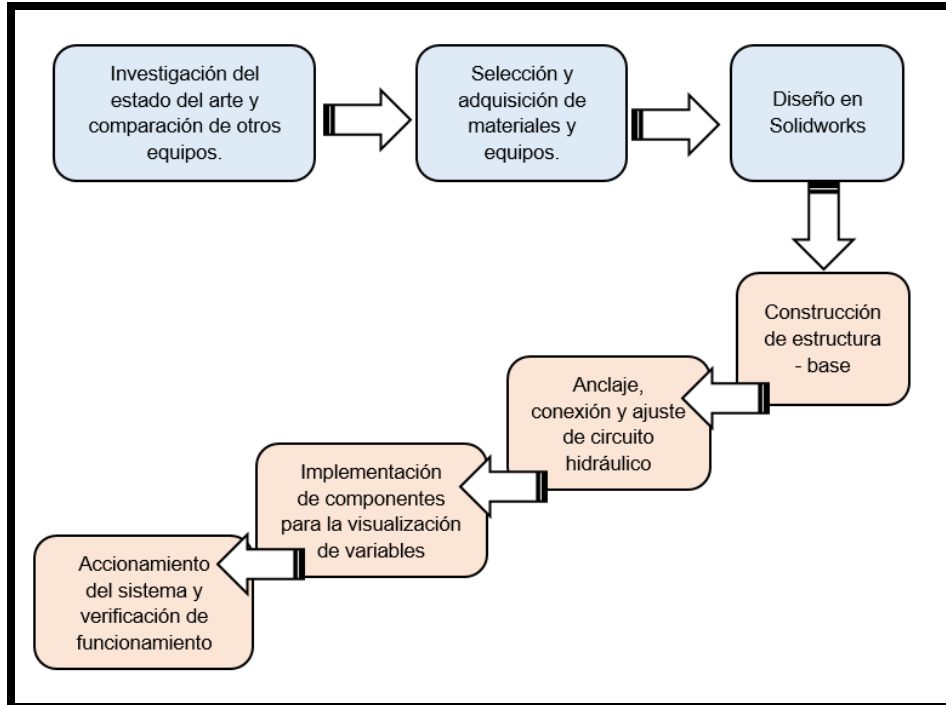 Investigación del
estado del arte y
comparación de otros
equipos.
Selección y
adquisición de
materiales y
equipos.
Diseño en
Solidworks
Construcción
de estructura
- base
Anclaje,
conexión y ajuste
de circuito
hidráulico
Implementación
de componentes
para la visualización
de variables
Accionamiento
del sistema y
verificación de
funcionamiento